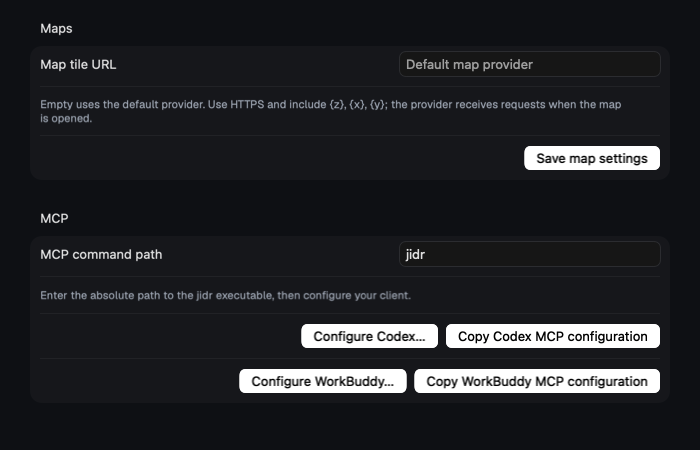 Maps
Map tile URL
Default map provider
Empty uses the default provider. Use HTTPS and include {z}, {x}, {y}; the provider receives requests when the map
is opened.
Save map settings
MCP
MCP command path
jidr
Enter the absolute path to the jidr executable, then configure your client.
Configure Codex...
Copy Codex MCP configuration
Configure WorkBuddy...
Copy WorkBuddy MCP configuration